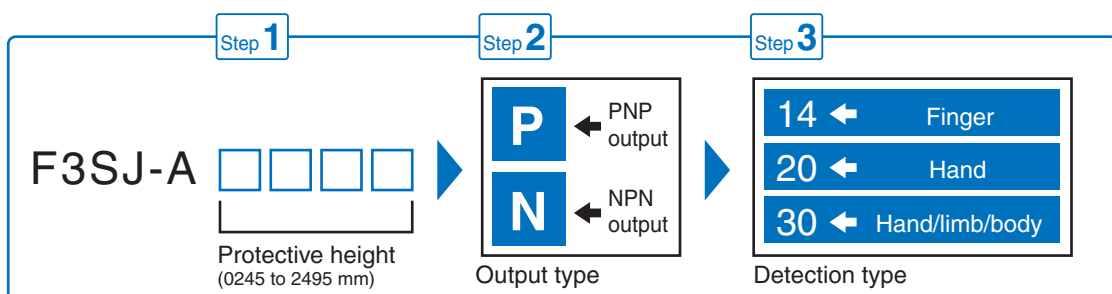 Step 1
Step 2
Step 3
F3SJ-A
Protective height
(0245 to 2495 mm)
P
PNP
output
N
NPN
output
Output type
14 Finger
20 Hand
30 Hand/limb/body
Detection type